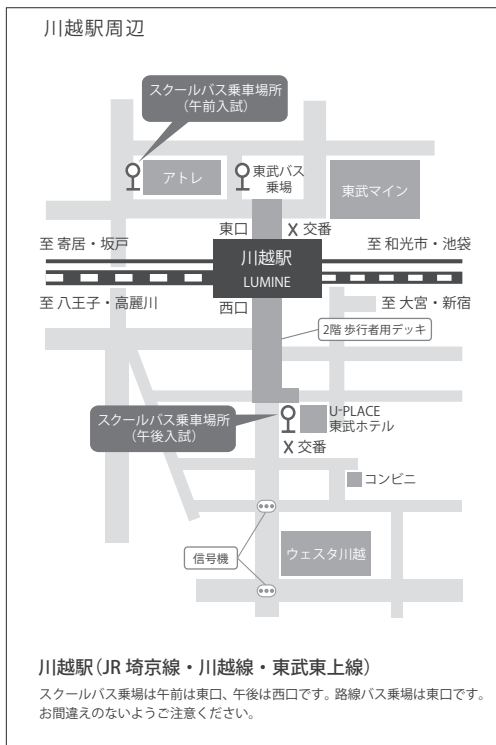 川越駅周辺
スクールバス乗車場所
(午前入試)
アトレ
東武バス
乗場
東武マイン
東口
交番
至 寄居・坂戸
川越駅
LUMINE
至 和光市・池袋
至 八王子・高麗川
西口
至 大宮・新宿
2階 歩行者用デッキ
スクールバス乗車場所
(午後入試)
U-PLACE
東武ホテル
交番
コンビニ
信号機
ウェスタ川越
川越駅(JR 埼京線・川越線・東武東上線)
スクールバス乗場は午前は東口、午後は西口です。路線バス乗場は東口です。
お間違えのないようご注意ください。